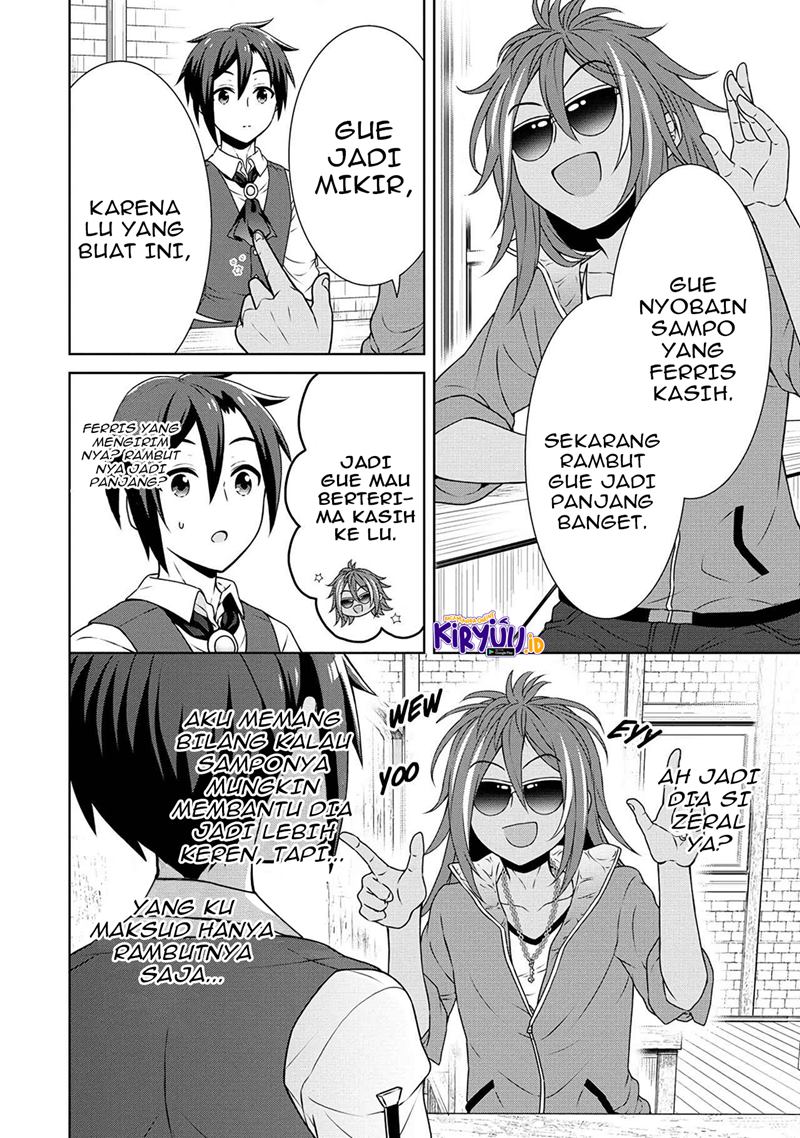 GUE
NYOBAIN
SAMPO
YANG
FERRIS
KASIH.
SEKARANG
RAMBUT
GUE JADI
PANJANG
BANGET.
GUE
JADI
MIKIR,
KARENA
LU YANG
BUAT INI,
JADI
GUE MAU
BERTERI-
MA KASIH
KE LU.
FERRIS YANG
MENGIRIM
NYA? RAMBUT
NYA JADI
PANJANG?
KIRYUU.ID
EYY
WEW
YOO
AH JADI
DIA SI
ZERAL
YA?
AKU MEMANG
BILANG KALAU
SAMPONYA
MUNGKIN
MEMBANTU DIA
JADI LEBIH
KEREN, TAPI...
YANG KU
MAKSUD HANYA
RAMBUTNYA
SAJA...